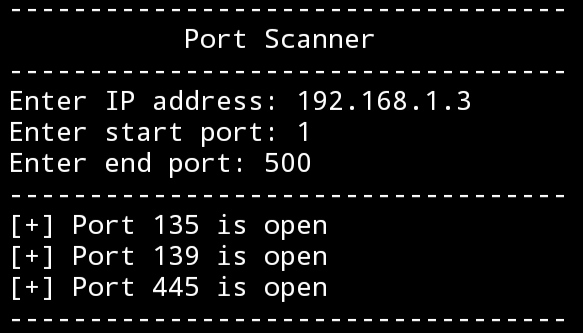 -----------------------------------
Port Scanner
-----------------------------------
Enter IP address: 192.168.1.3
Enter start port: 1
Enter end port: 500
-----------------------------------
[+] Port 135 is open
[+] Port 139 is open
[+] Port 445 is open
-----------------------------------